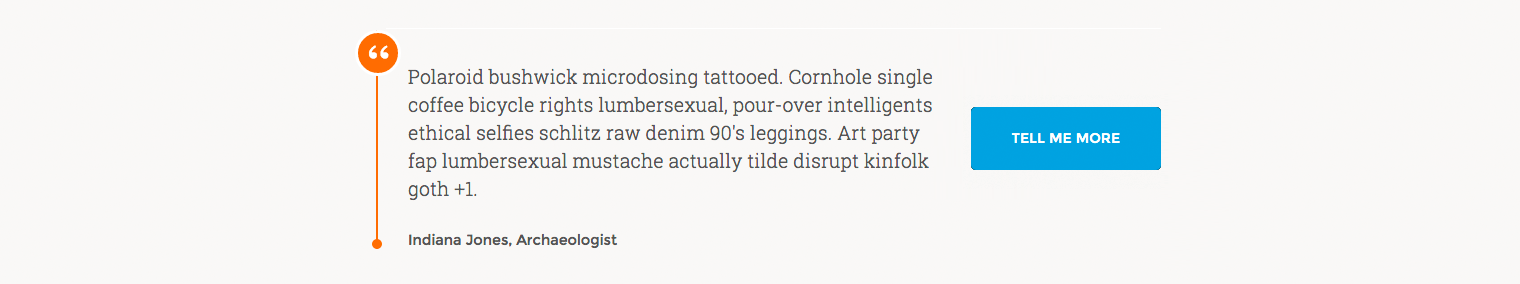 “
Polaroid bushwick microdosing tattooed. Cornhole single
coffee bicycle rights lumbersexual, pour-over intelligents
ethical selfies schlitz raw denim 90's leggings. Art party
fap lumbersexual mustache actually tilde disrupt kinfolk
goth +1.
Indiana Jones, Archaeologist
TELL ME MORE